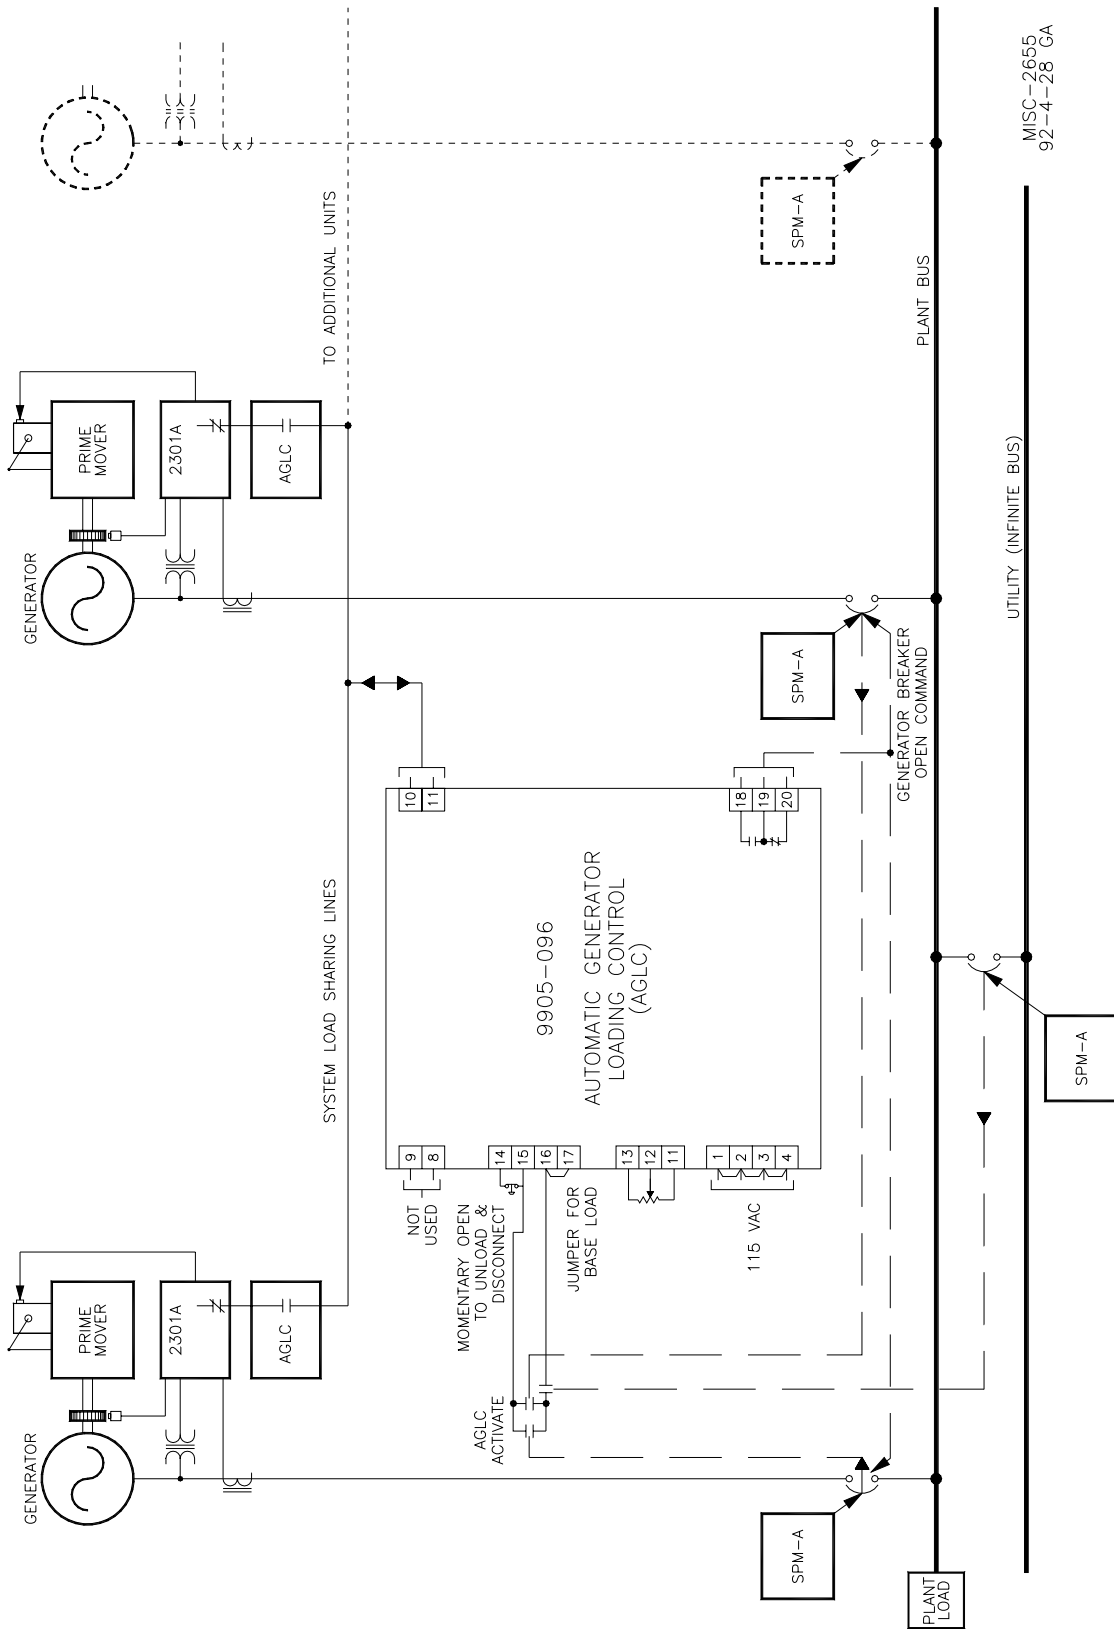 GENERATOR
PRIME
MOVER
2301A
AGLC
GENERATOR
PRIME
MOVER
2301A
AGLC
SYSTEM LOAD SHARING LINES
TO ADDITIONAL UNITS
9
8
NOT
USED
10
11
14
15
16
17
MOMENTARY OPEN
TO UNLOAD &
DISCONNECT
JUMPER FOR
BASE LOAD
AGLC
ACTIVATE
9905-096
AUTOMATIC GENERATOR
LOADING CONTROL
(AGLC)
13
12
11
1
2
3
4
115 VAC
18
19
20
SPM-A
SPM-A
SPM-A
GENERATOR BREAKER
OPEN COMMAND
PLANT
LOAD
PLANT BUS
UTILITY (INFINITE BUS)
SPM-A
MISC-2655
92-4-28 GA